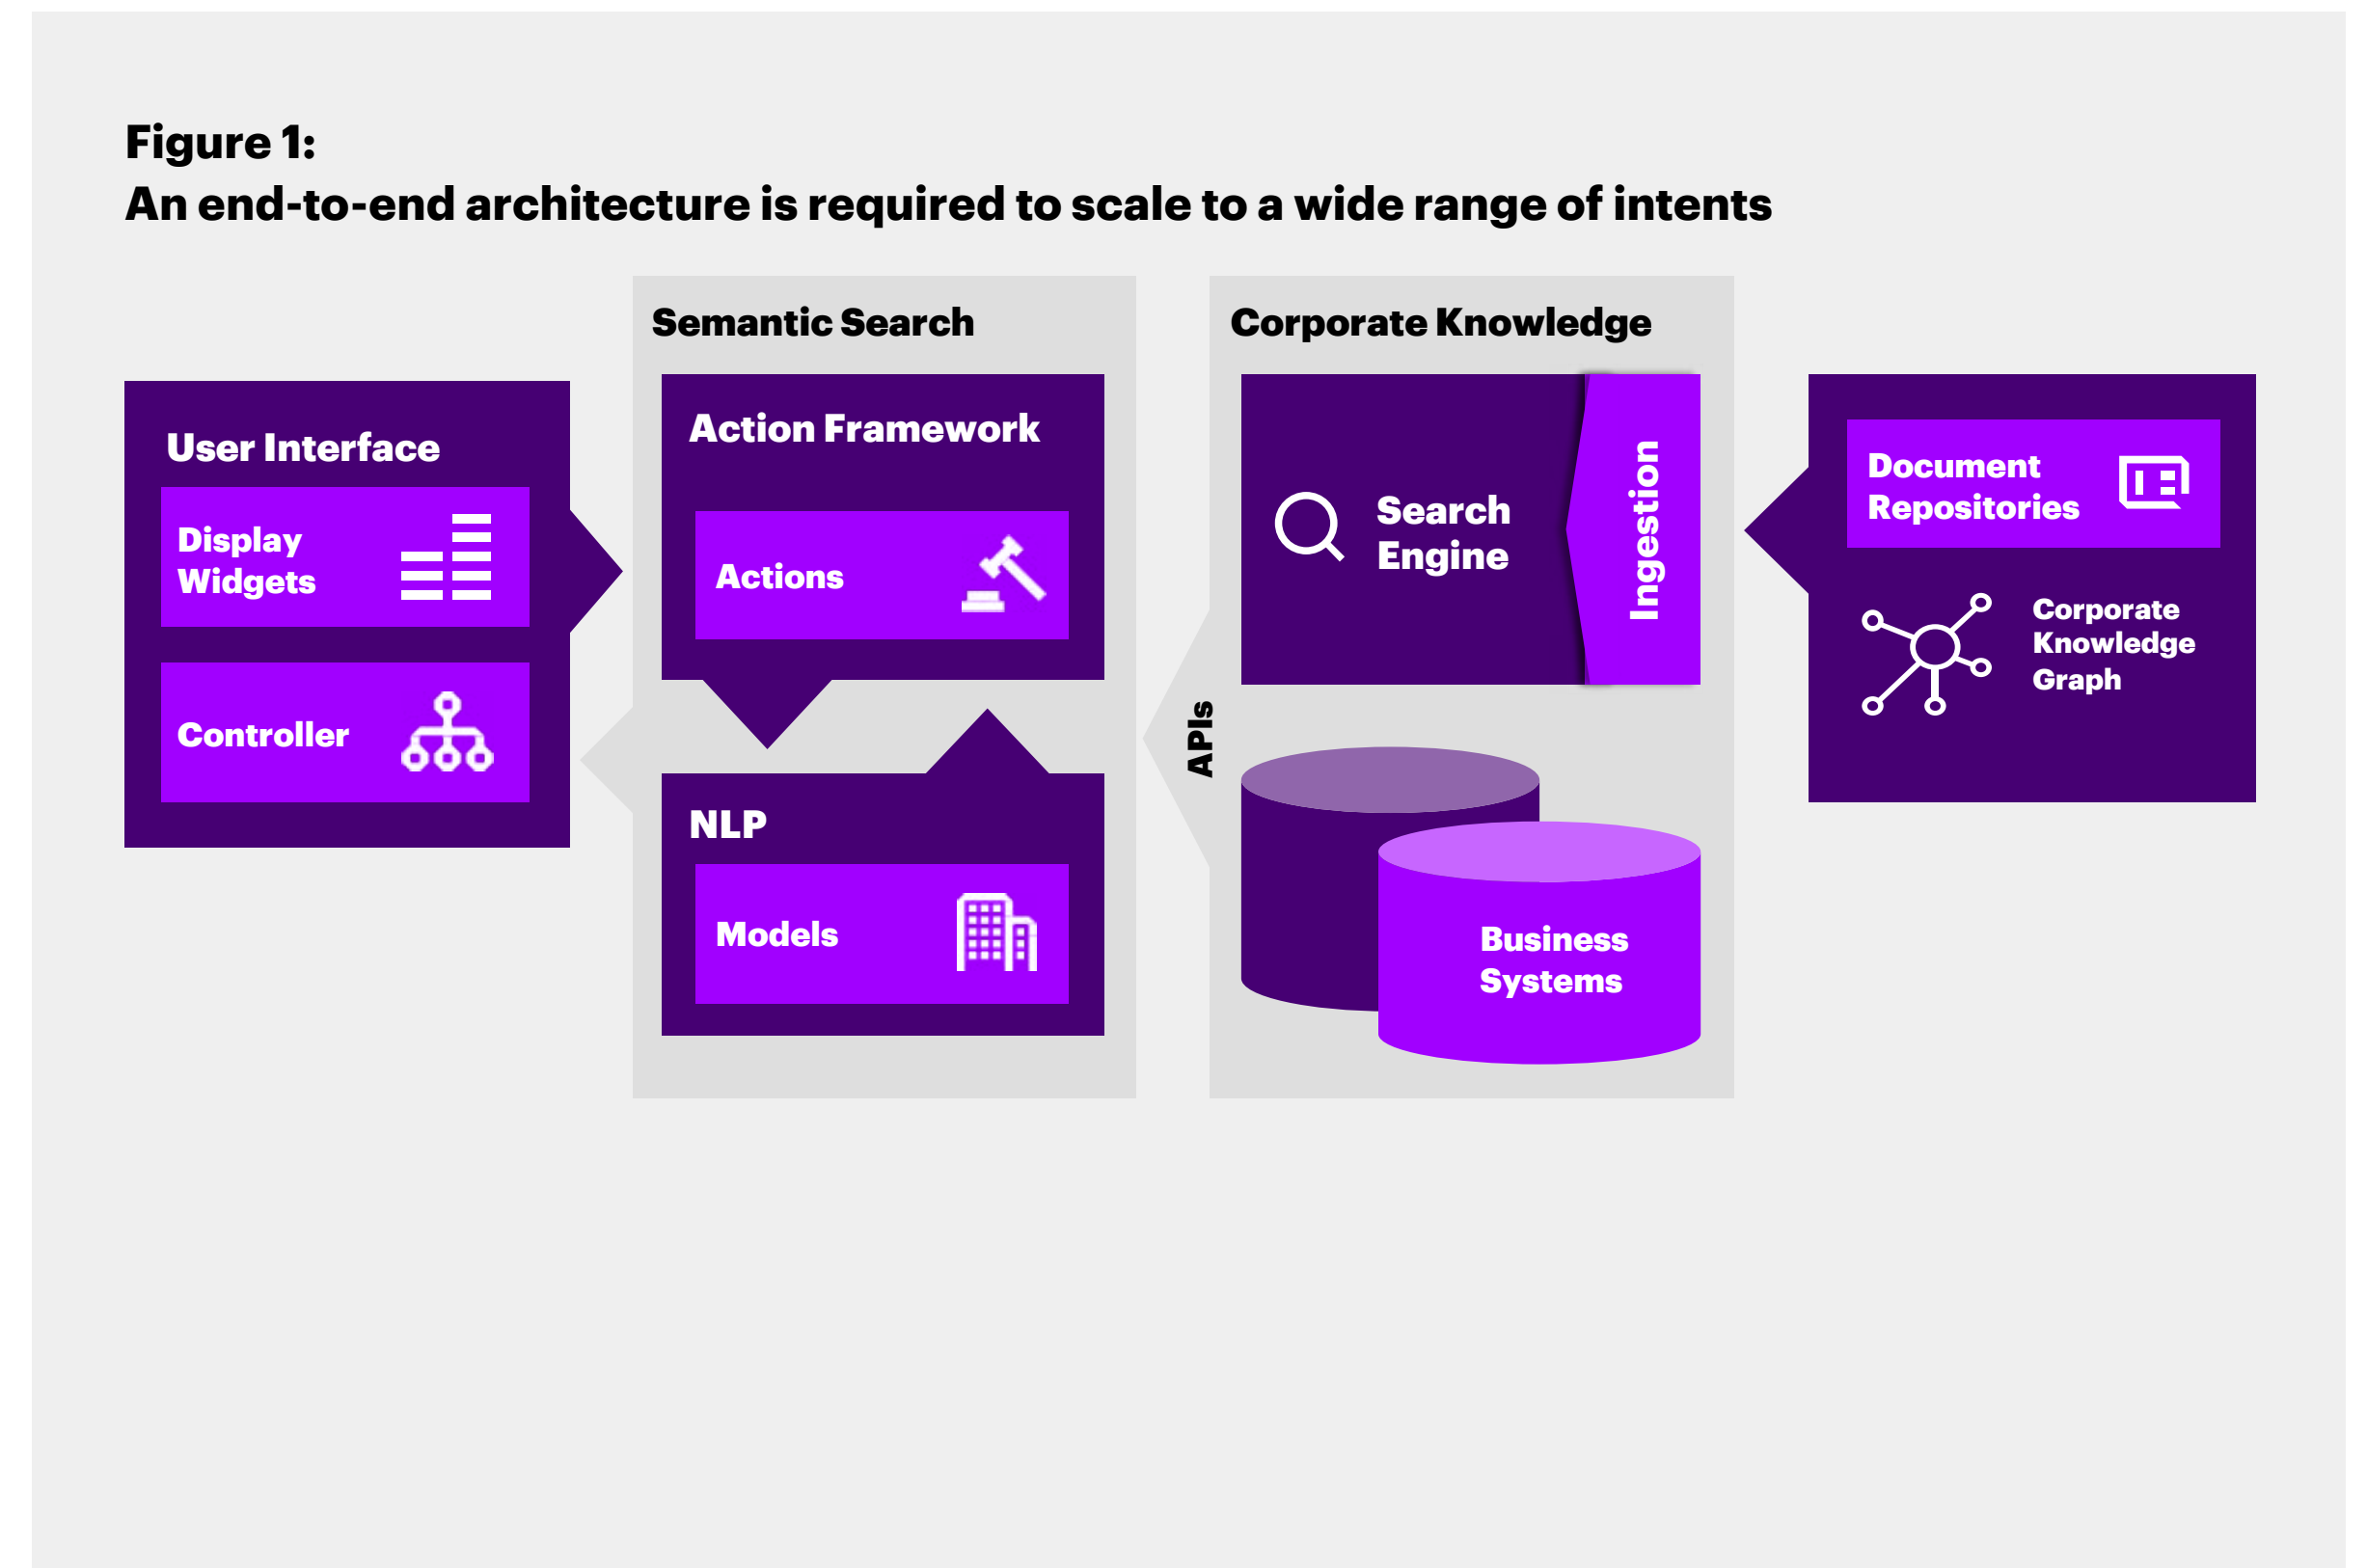 Figure 1:
An end-to-end architecture is required to scale to a wide range of intents
User Interface
Display
Widgets
Controller
Semantic Search
Action Framework
Actions
NLP
Models
Corporate Knowledge
Search
Engine
Ingestion
APIs
Business
Systems
Document
Repositories
Corporate
Knowledge
Graph